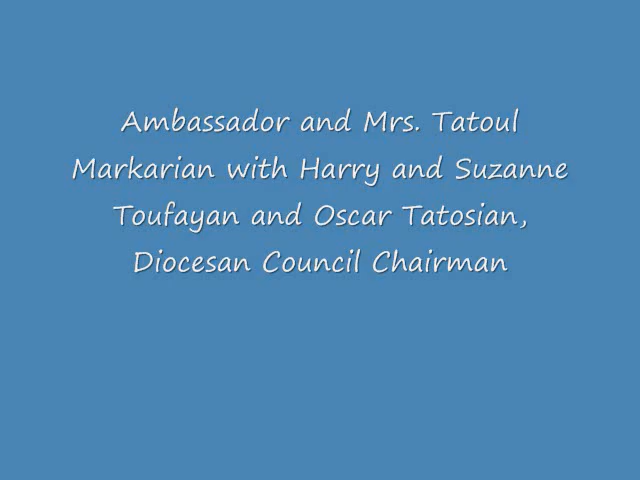 Ambassador and Mrs. Tatoul
Markarian with Harry and Suzanne
Toufayan and Oscar Tatosian,
Diocesan Council Chairman